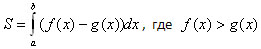 S = ∫_a^b (f(x) − g(x))dx, где f(x) > g(x)